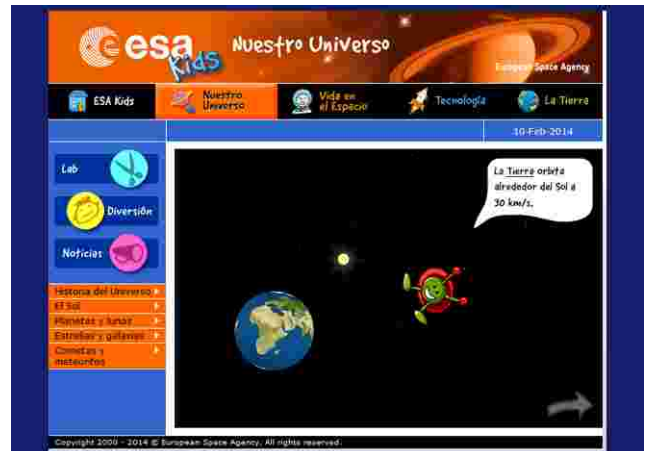 esa
Kids
Nuestro Universo
European Space Agency
ESA Kids
Nuestro
Universo
Vida en
el Espacio
Tecnología
La Tierra
10-Feb-2014
Lab
Diversión
Noticias
La Tierra orbita
alrededor del Sol a
30 km/s.
Historia del Universo
El Sol
Planetas y lunas
Estrellas y galaxias
Cometas y
meteoritos
Copyright 2000 - 2014 © European Space Agency. All rights reserved.